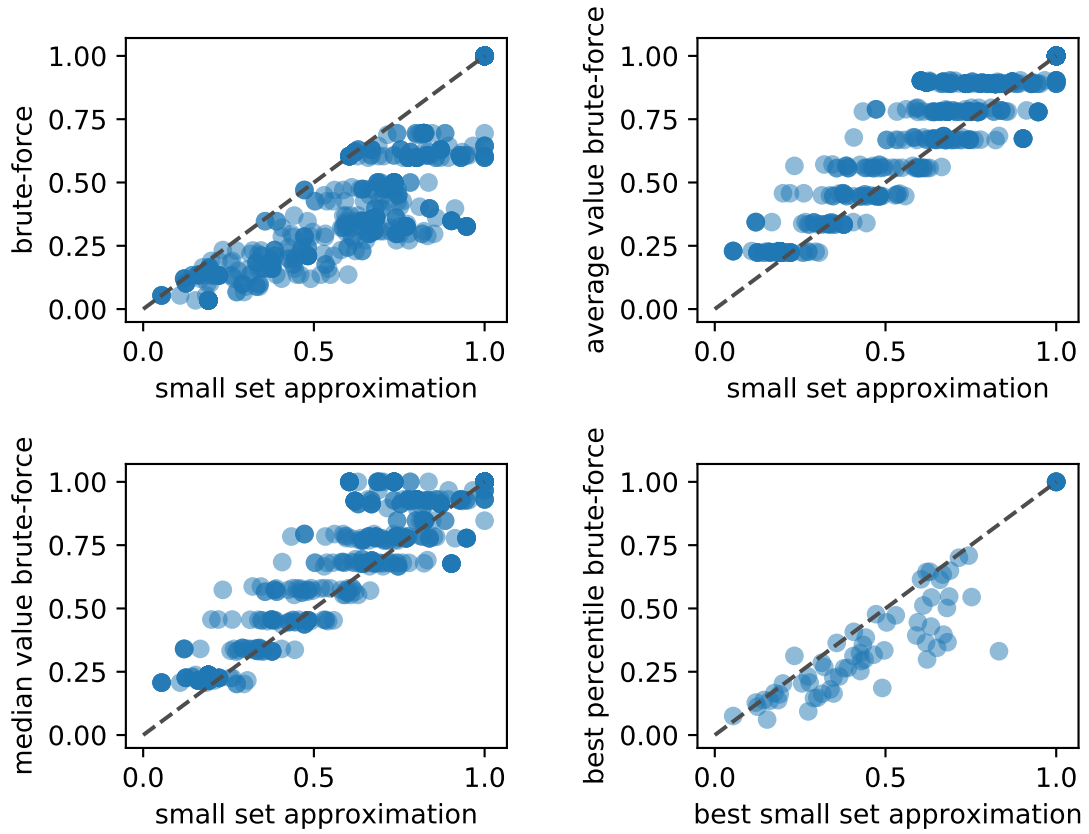 brute-force
1.00
0.75
0.50
0.25
0.00
0.0 0.5 1.0
small set approximation
average value brute-force
1.00
0.75
0.50
0.25
0.00
0.0 0.5 1.0
small set approximation
median value brute-force
1.00
0.75
0.50
0.25
0.00
0.0 0.5 1.0
small set approximation
best percentile brute-force
1.00
0.75
0.50
0.25
0.00
0.0 0.5 1.0
best small set approximation